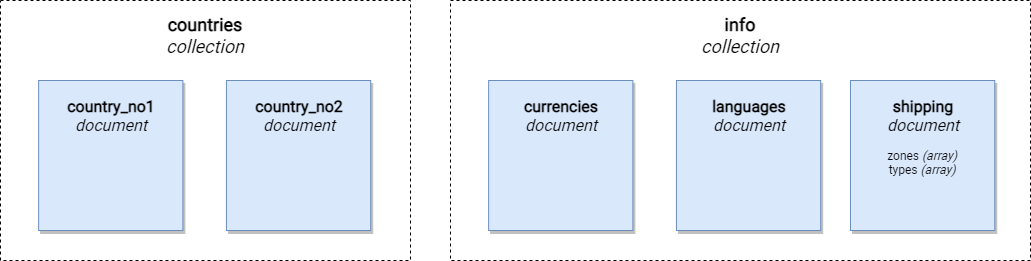 countries
collection
country_no1
document
country_no2
document
info
collection
currencies
document
languages
document
shipping
document
zones (array)
types (array)